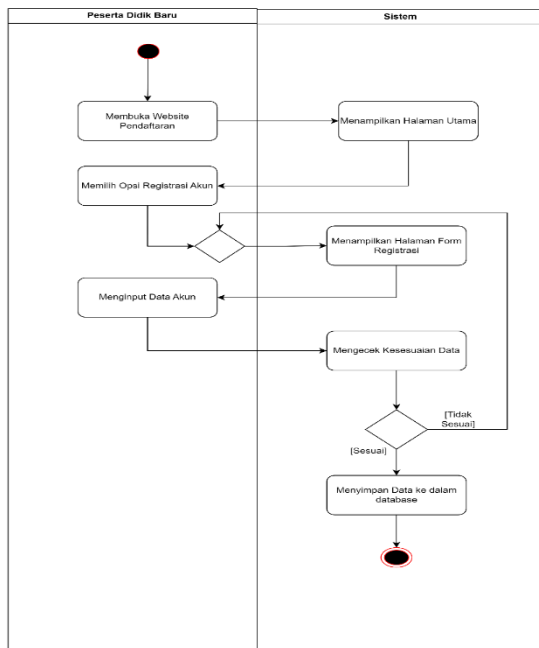 Peserta Didik Baru
Sistem
Membuka Website
Pendaftaran
Menampilkan Halaman Utama
Memilih Opsi Registrasi Akun
Menampilkan Halaman Form
Registrasi
Menginput Data Akun
Mengecek Kesesuaian Data
[Tidak
Sesuai]
[Sesuai]
Menyimpan Data ke dalam
database